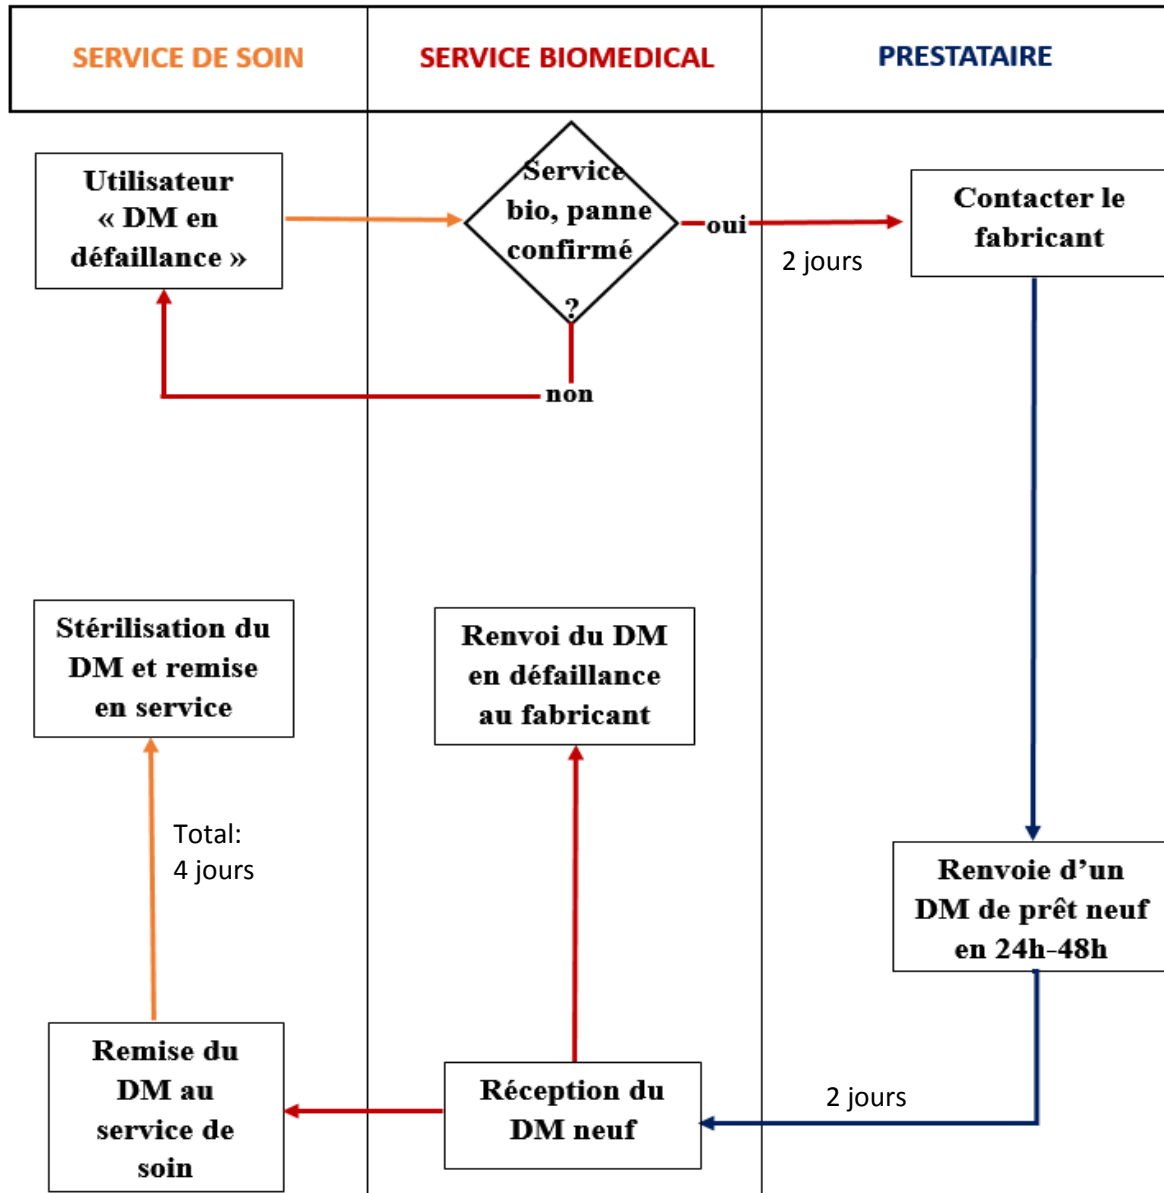 SERVICE DE SOIN
SERVICE BIOMEDICAL
PRESTATAIRE
Utilisateur
« DM en
défaillance »
Service
bio, panne
confirmé
?
oui
2 jours
Contacter le
fabricant
non
Stérilisation du
DM et remise
en service
Renvoi du DM
en défaillance
au fabricant
Total:
4 jours
Renvoie d’un
DM de prêt neuf
en 24h-48h
Remise du
DM au
service de
soin
Réception du
DM neuf
2 jours